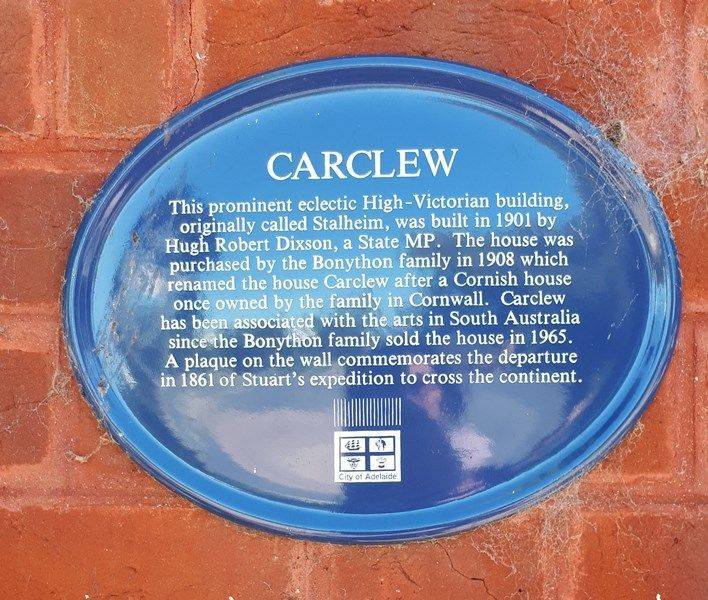 CARCLEW
This prominent eclectic High-Victorian building,
originally called Stalheim, was built in 1901 by
Hugh Robert Dixson, a State MP. The house was
purchased by the Bonython family in 1908 which
renamed the house Carclew after a Cornish house
once owned by the family in Cornwall. Carclew
has been associated with the arts in South Australia
since the Bonython family sold the house in 1965.
A plaque on the wall commemorates the departure
in 1861 of Stuart's expedition to cross the continent.
City of Adelaide